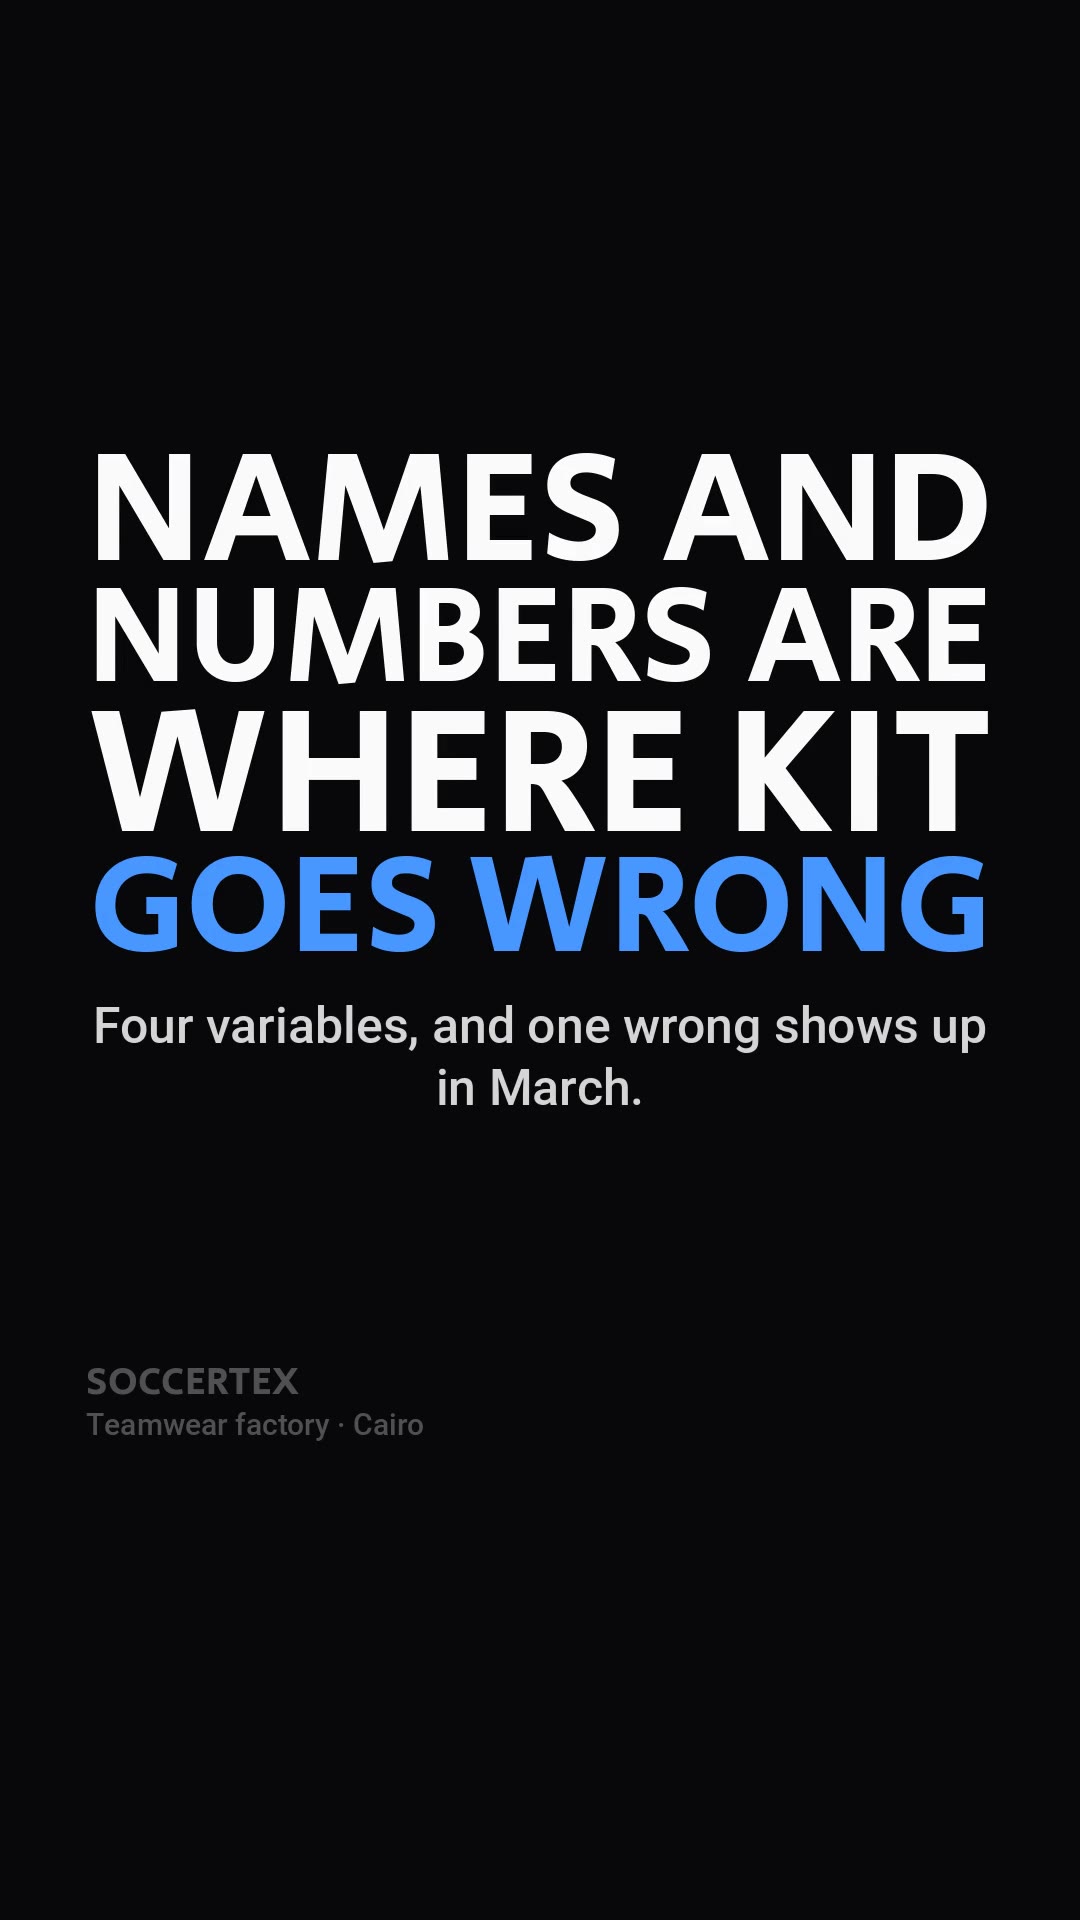 NAMES AND
NUMBERS ARE
WHERE KIT
GOES WRONG
Four variables, and one wrong shows up
in March.
SOCCERTEX
Teamwear factory · Cairo